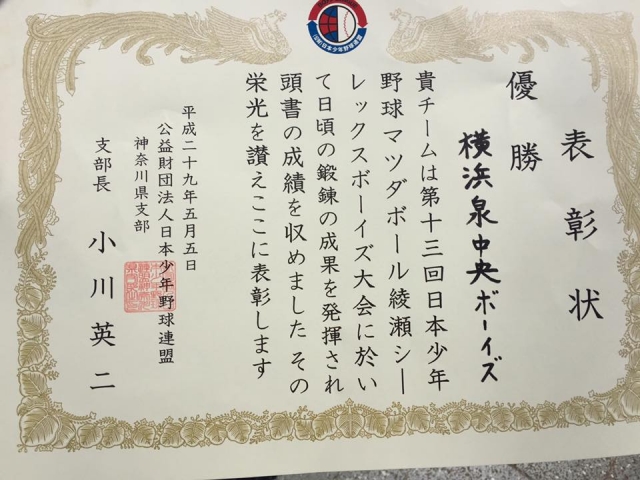 表彰状
優勝
横浜泉中央ボーイズ
貴チームは第十三回日本少年
野球マツダボール綾瀬シー
レックスボーイズ大会に於い
て日頃の鍛錬の成果を発揮され
頭書の成績を収めました その
栄光を讃えここに表彰します
平成二十九年五月五日
公益財団法人日本少年野球連盟
神奈川県支部
支部長 小川英二